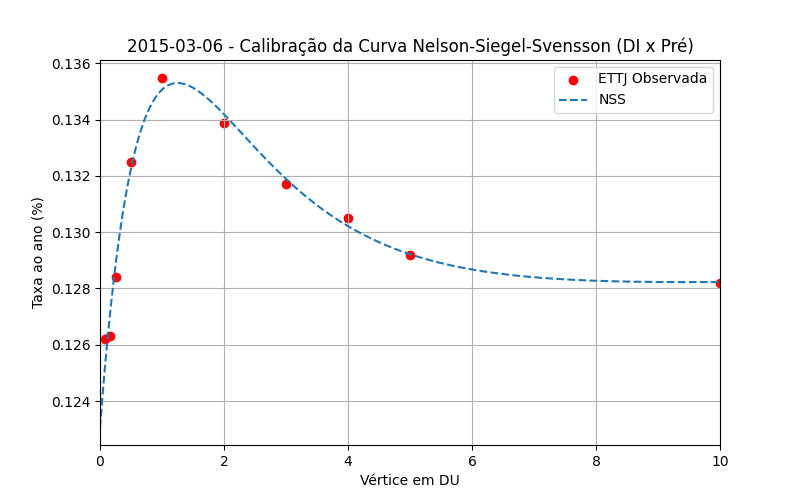 2015-03-06 - Calibração da Curva Nelson-Siegel-Svensson (DI x Pré)
ETTJ Observada
NSS
Taxa ao ano (%)
0.136
0.134
0.132
0.130
0.128
0.126
0.124
0
2
4
6
8
10
Vértice em DU